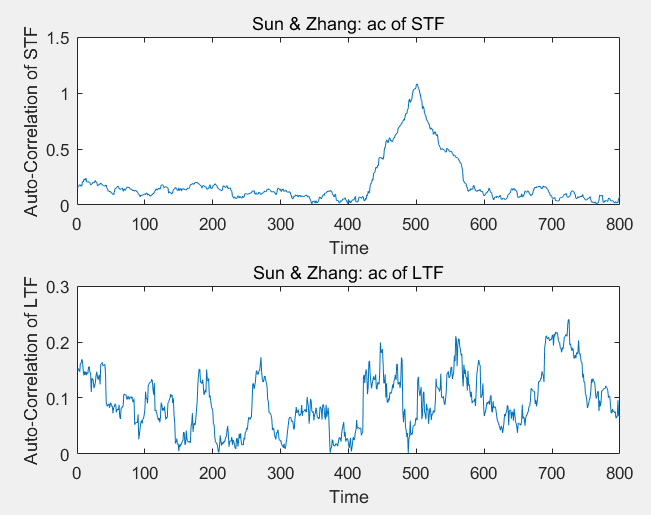 Sun & Zhang: ac of STF
Auto-Correlation of STF
1.5
1
0.5
0
0 100 200 300 400 500 600 700 800
Time
Sun & Zhang: ac of LTF
Auto-Correlation of LTF
0.3
0.2
0.1
0
0 100 200 300 400 500 600 700 800
Time